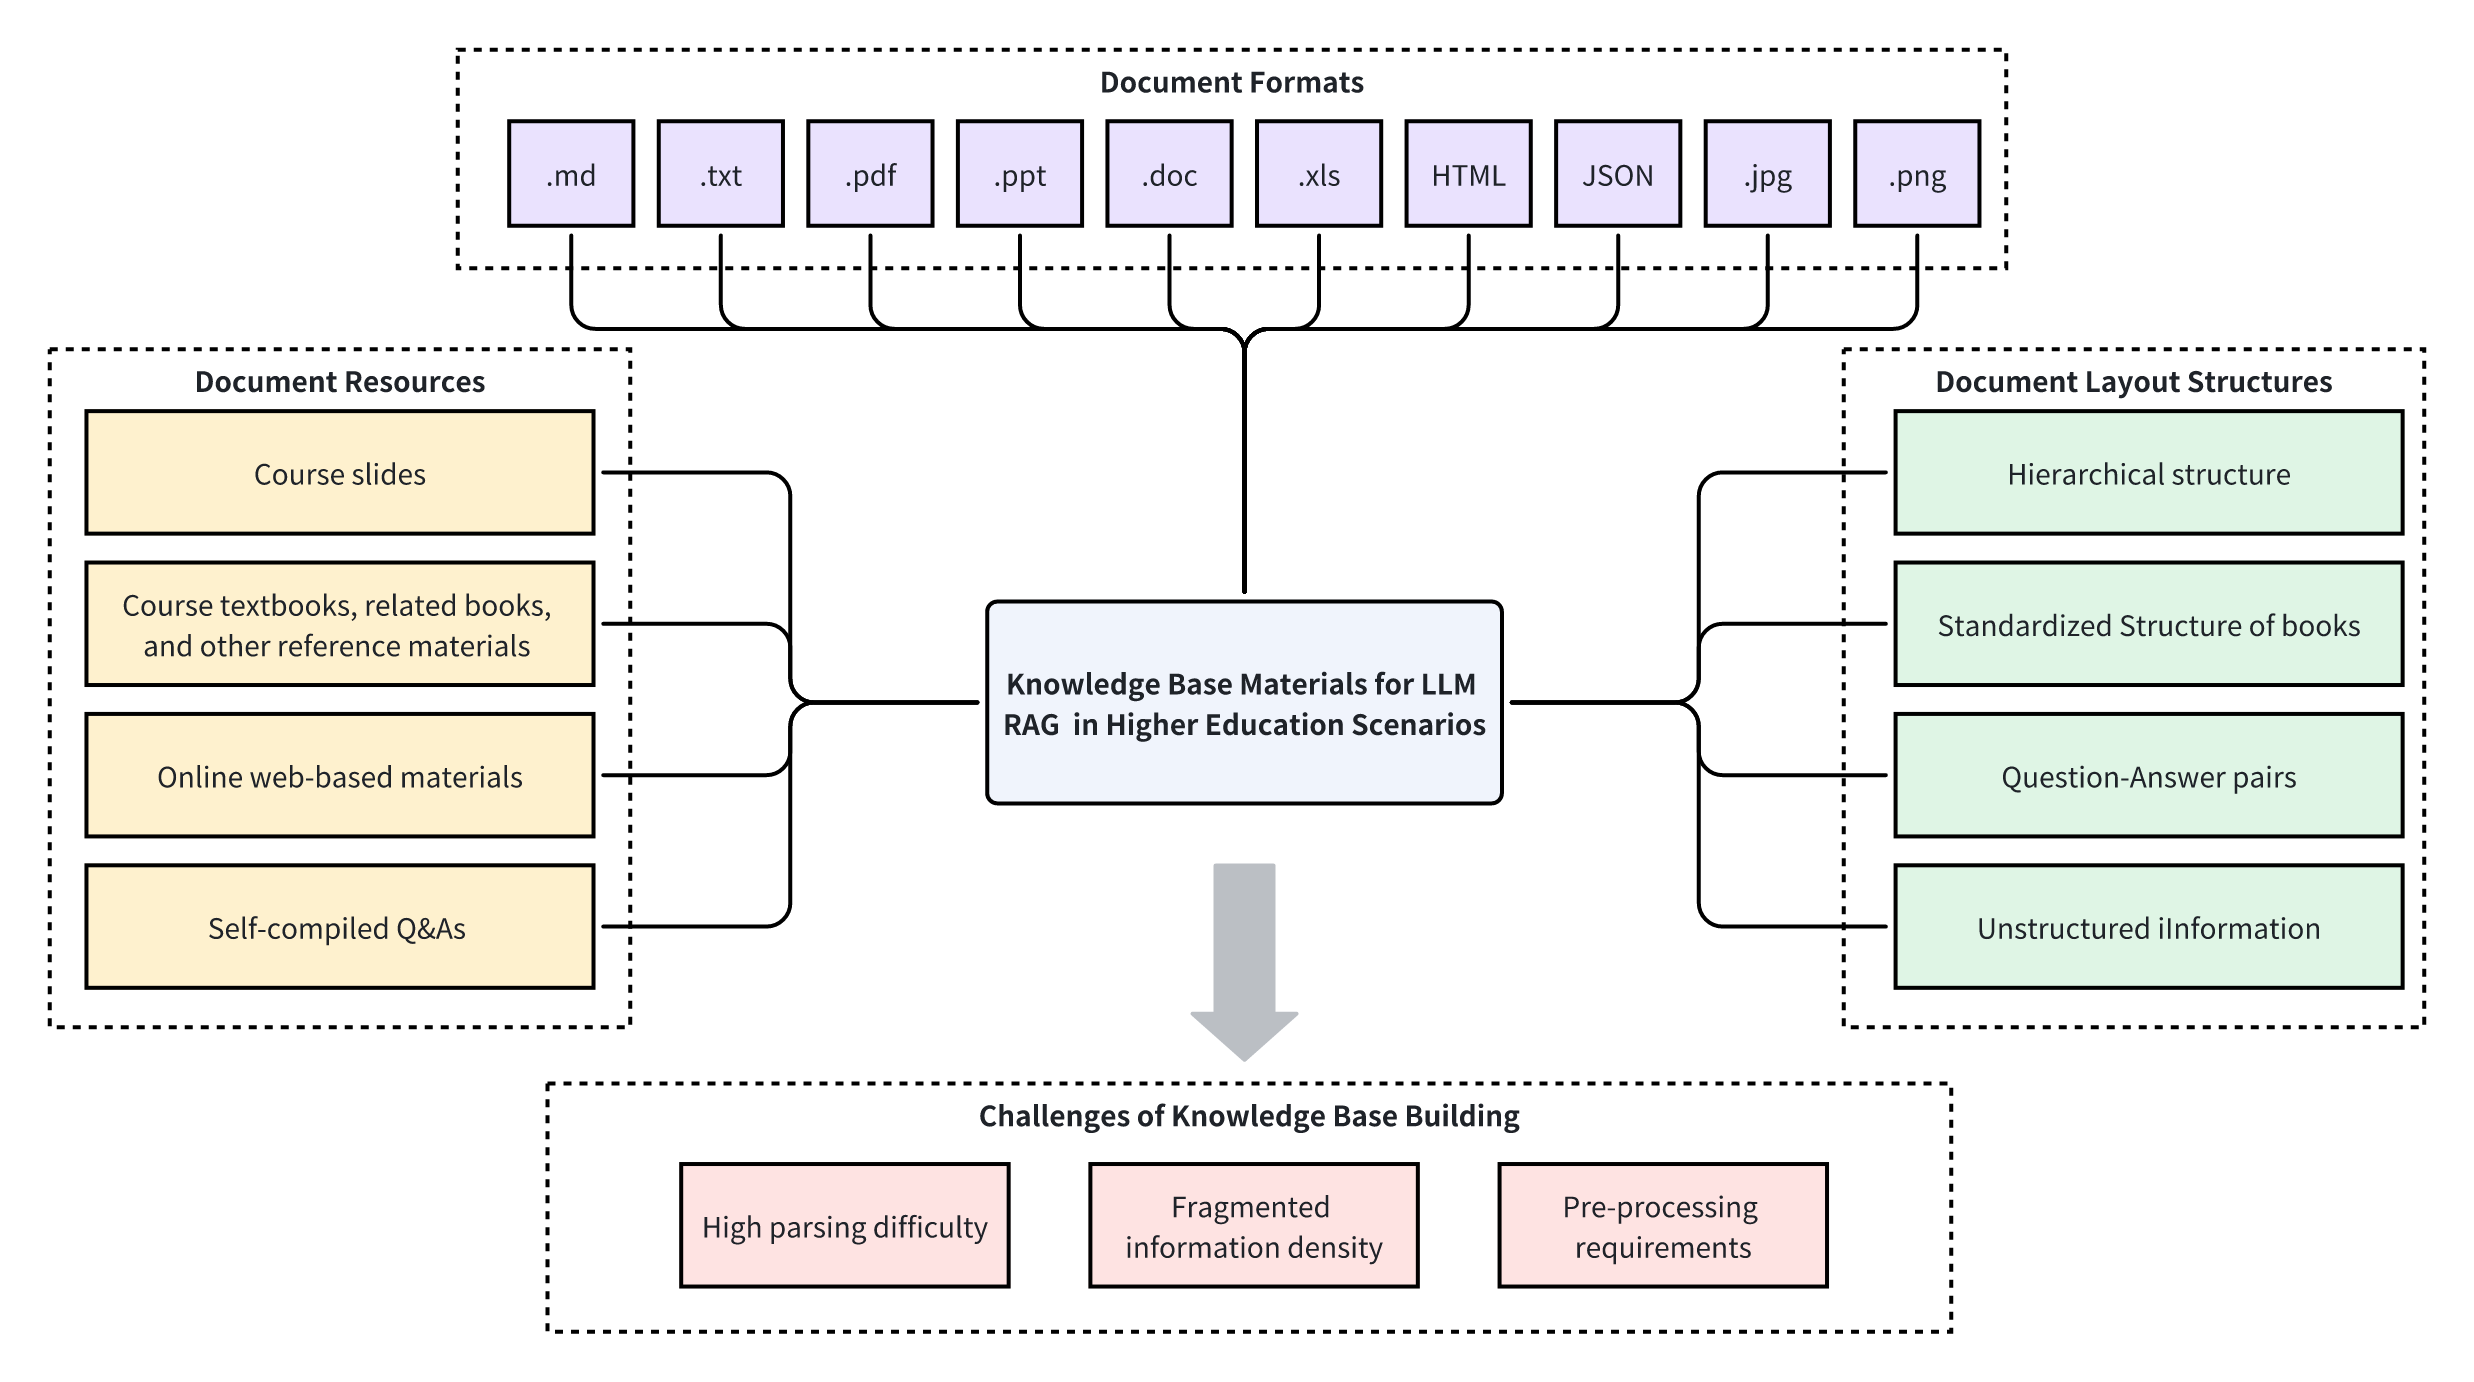 Document Formats
.md
.txt
.pdf
.ppt
.doc
.xls
HTML
JSON
.jpg
.png
Document Resources
Course slides
Course textbooks, related books,
and other reference materials
Online web-based materials
Self-compiled Q&As
Knowledge Base Materials for LLM
RAG  in Higher Education Scenarios
Document Layout Structures
Hierarchical structure
Standardized Structure of books
Question-Answer pairs
Unstructured iInformation
Challenges of Knowledge Base Building
High parsing difficulty
Fragmented
information density
Pre-processing
requirements